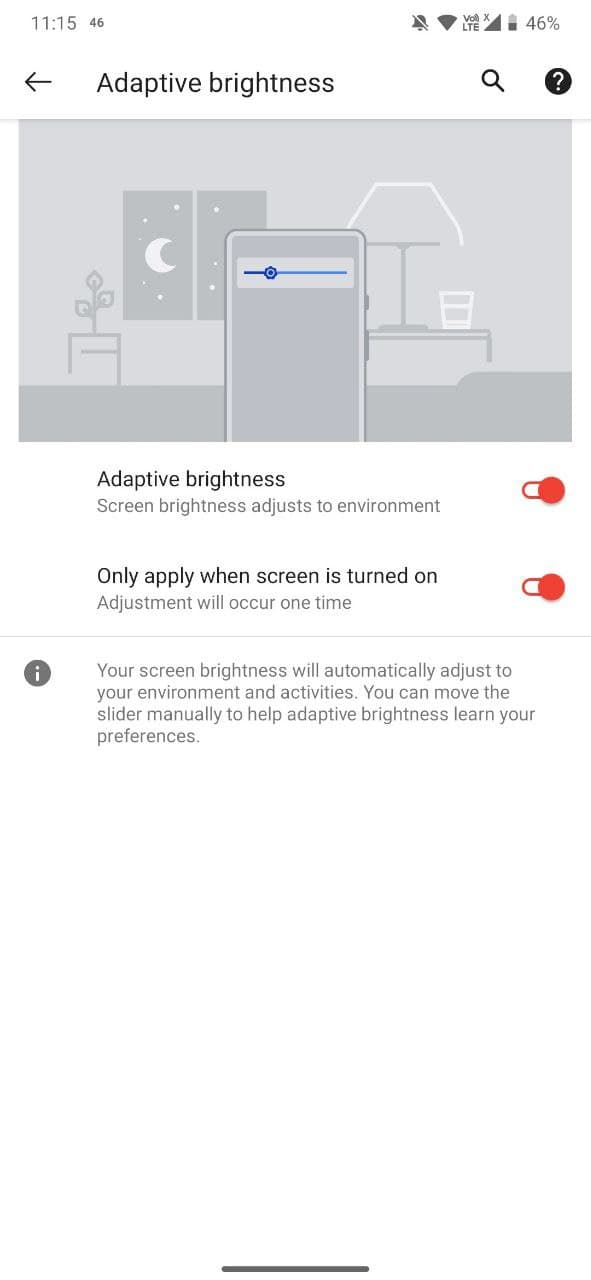 11:15 46 Vo)) LTE X 46%
Adaptive brightness
Adaptive brightness
Screen brightness adjusts to environment
Only apply when screen is turned on
Adjustment will occur one time
Your screen brightness will automatically adjust to
your environment and activities. You can move the
slider manually to help adaptive brightness learn your
preferences.